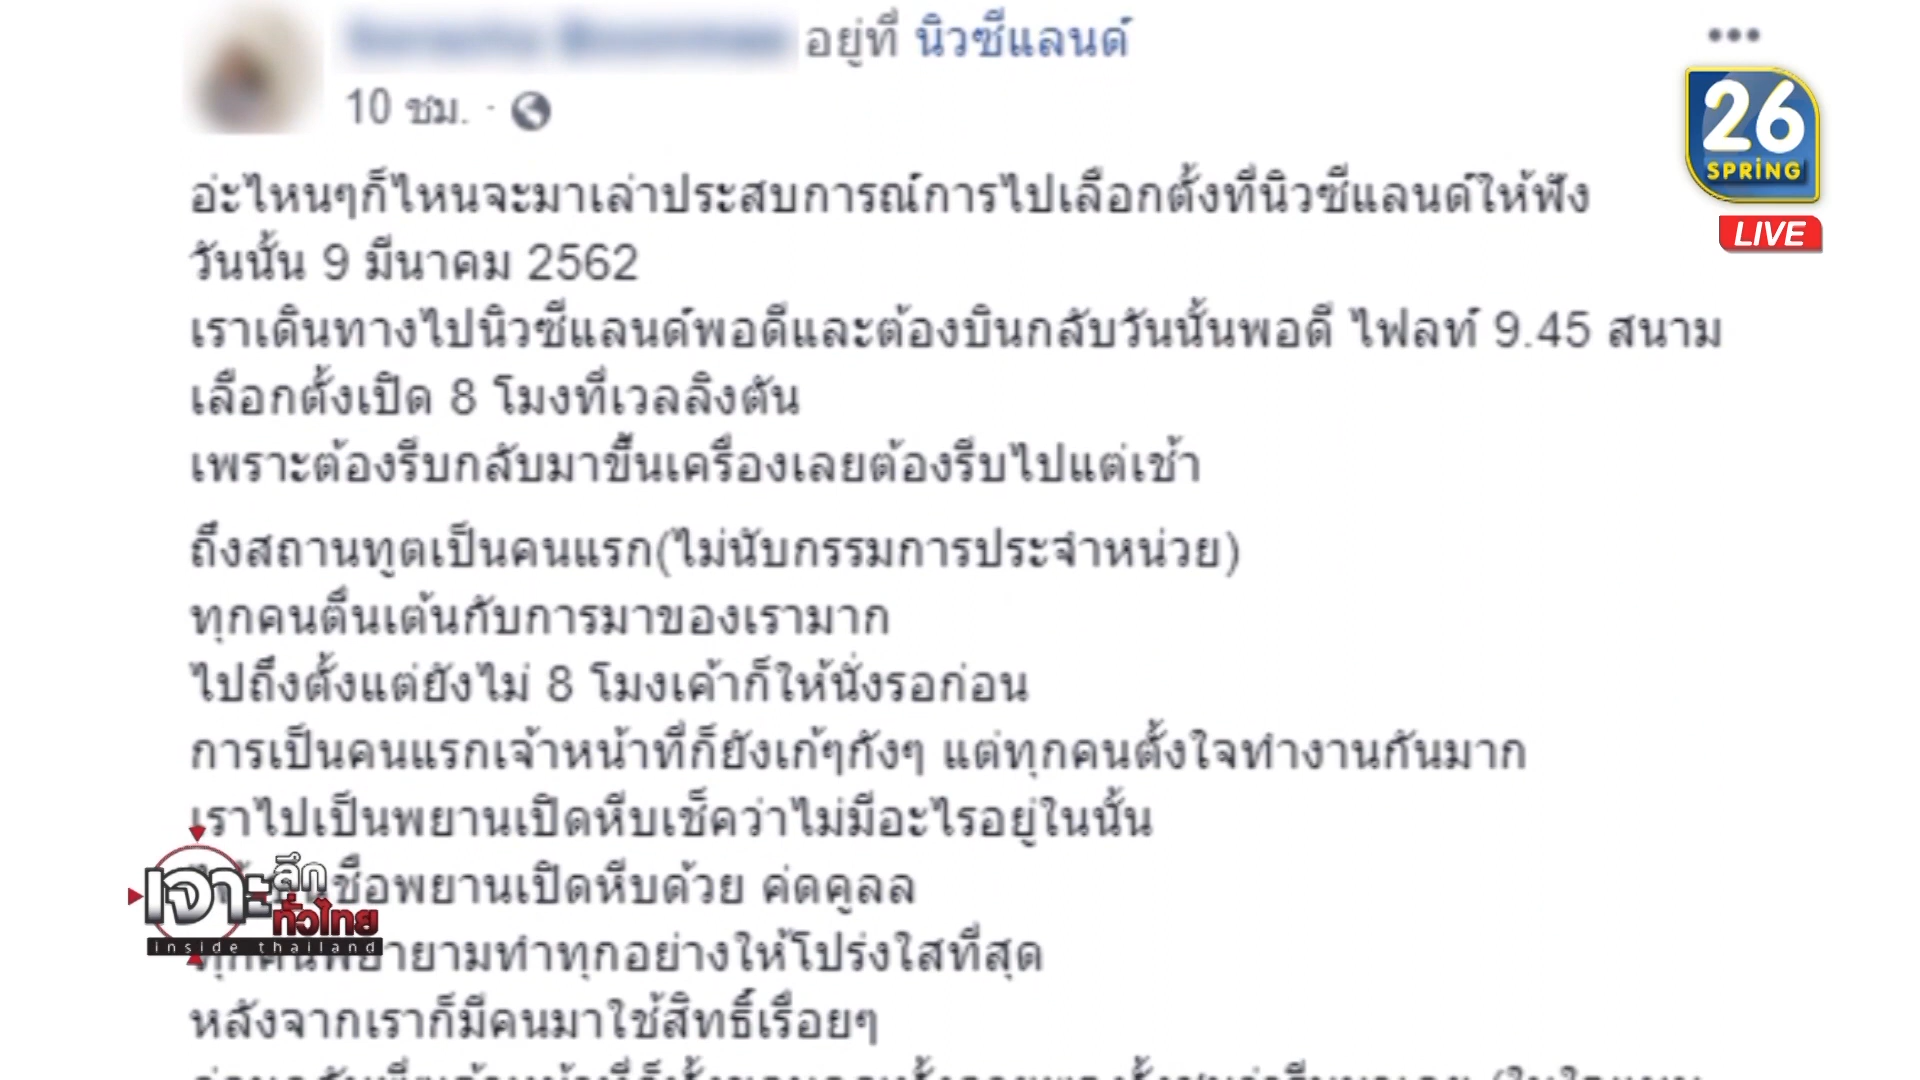 อยู่ที่ นิวซีแลนด์
10 ชม. ·
26
SPRiNG
LIVE
อ่ะไหนๆก็ไหนจะมาเล่าประสบการณ์การไปเลือกตั้งที่นิวซีแลนด์ให้ฟัง
วันนั้น 9 มีนาคม 2562
เราเดินทางไปนิวซีแลนด์พอดีและต้องบินกลับวันนั้นพอดี ไฟลท์ 9.45 สนาม
เลือกตั้งเปิด 8 โมงที่เวลลิงตัน
เพราะต้องรีบกลับมาขึ้นเครื่องเลยต้องรีบไปแต่เช้า
ถึงสถานทูตเป็นคนแรก(ไม่นับกรรมการประจำหน่วย)
ทุกคนตื่นเต้นกับการมาของเรามาก
ไปถึงตั้งแต่ยังไม่ 8 โมงเค้าก็ให้นั่งรอก่อน
การเป็นคนแรกเจ้าหน้าที่ก็ยังเก้ๆกังๆ แต่ทุกคนตั้งใจทำงานกันมาก
เราไปเป็นพยานเปิดหีบเช็คว่าไม่มีอะไรอยู่ในนั้น
ชื่อพยานเปิดหีบด้วย ค่ดคูลล
พยายามทำทุกอย่างให้โปร่งใสที่สุด
หลังจากเราก็มีคนมาใช้สิทธิ์เรื่อยๆ
เจาะลึก
ทั่วไทย
inside thailand